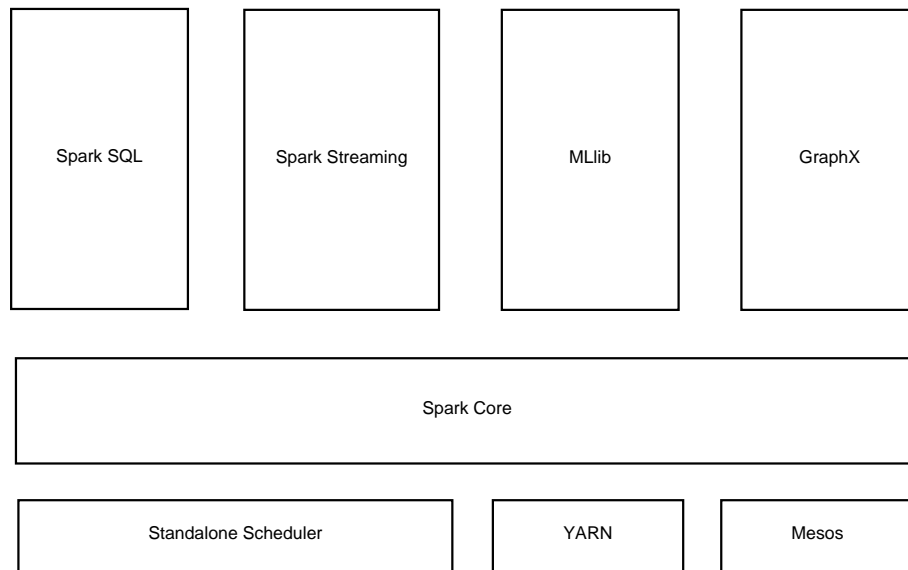 Spark SQL
Spark Streaming
MLlib
GraphX
Spark Core
Standalone Scheduler
YARN
Mesos